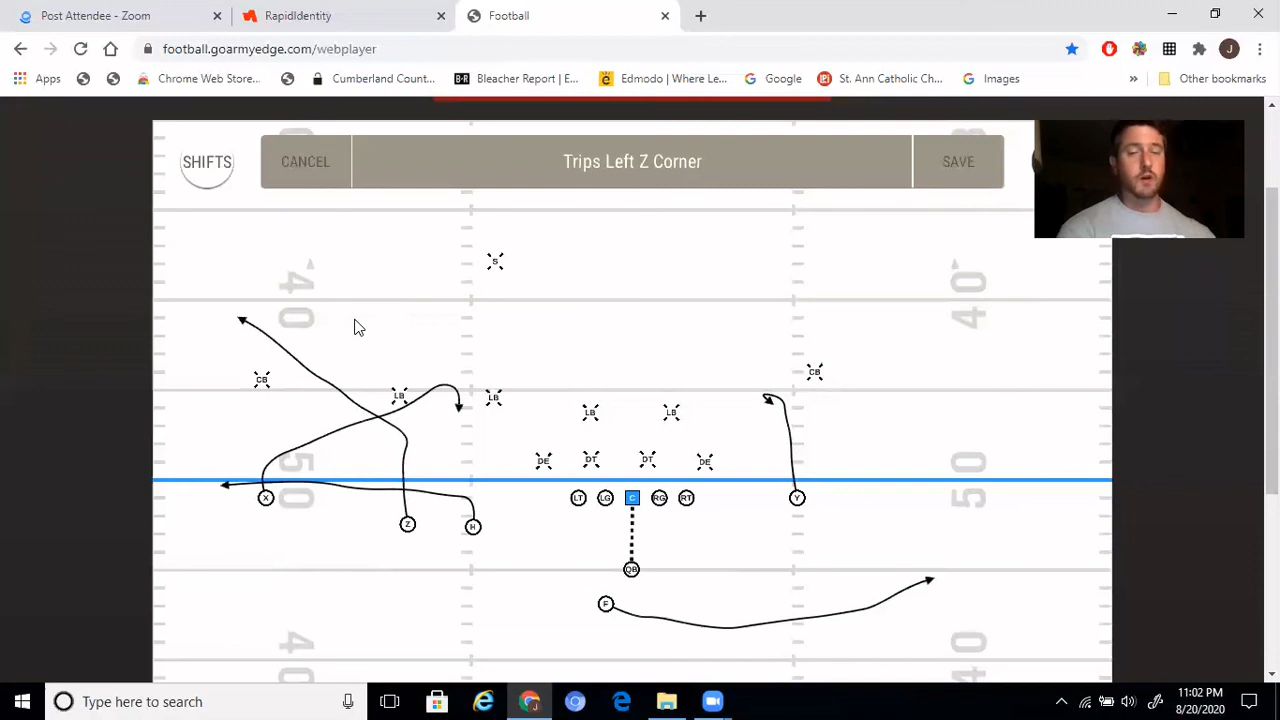 Post Attendee - Zoom
RapidIdentity
Football
football.goarmyedge.com/webplayer
J
Apps
Chrome Web Store...
Cumberland Count...
B-R Bleacher Report | E...
Edmodo | Where L...
Google
St. Ann Catholic Ch...
Images
Other bookmarks
SHIFTS
CANCEL
Trips Left Z Corner
SAVE
S
40
40
CB
CB
LB
LB
LB
LB
DE
DT
DT
DE
50
50
X
LT
LG
C
RG
RT
Y
Z
H
QB
F
40
40
Type here to search
11:02 PM
8/20/2020